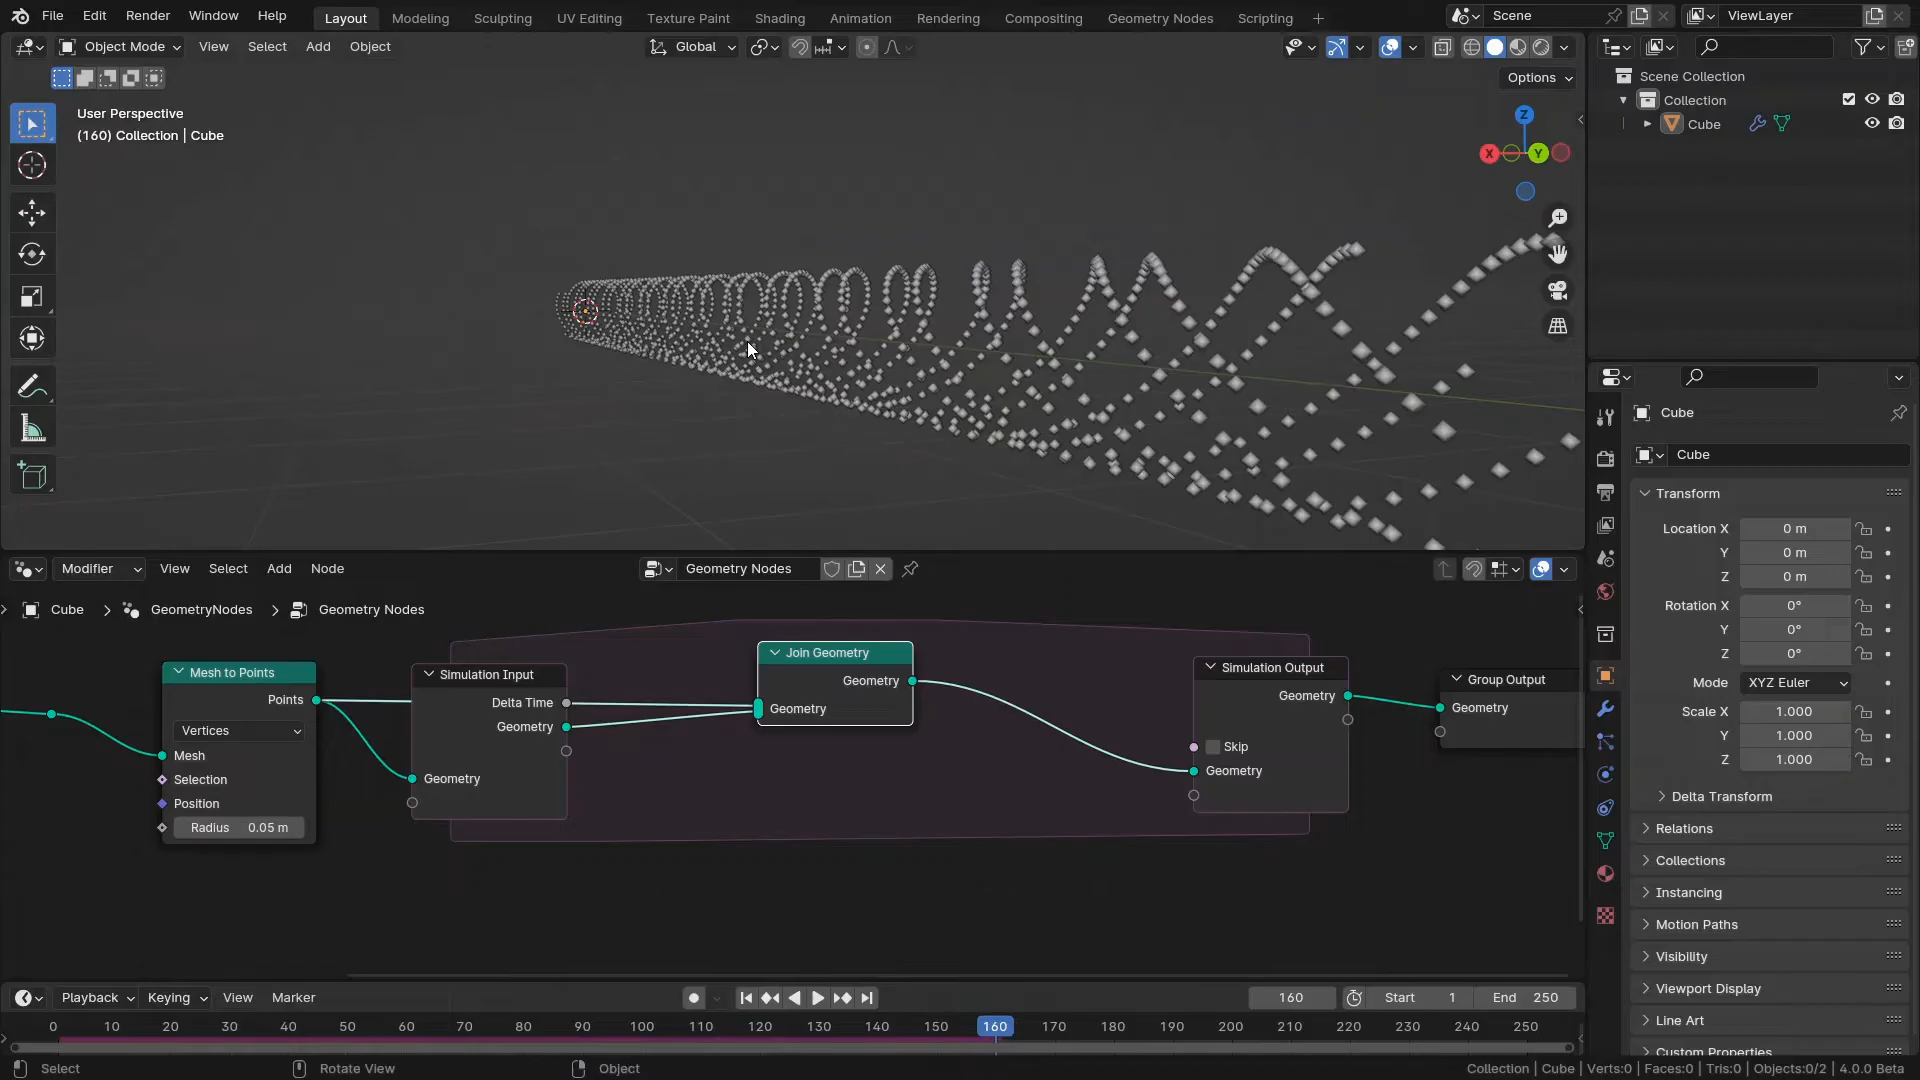 File Edit Render Window Help Layout Modeling Sculpting UV Editing Texture Paint Shading Animation Rendering Compositing Geometry Nodes Scripting + Scene ViewLayer
Object Mode View Select Add Object Global
Options
User Perspective
(160) Collection | Cube
Z
X Y
Scene Collection
Collection
Cube
Cube
Cube
Transform
Location X 0 m
Y 0 m
Z 0 m
Rotation X 0°
Y 0°
Z 0°
Mode XYZ Euler
Scale X 1.000
Y 1.000
Z 1.000
Delta Transform
Relations
Collections
Instancing
Motion Paths
Visibility
Viewport Display
Line Art
Custom Properties
Modifier View Select Add Node Geometry Nodes
Cube > GeometryNodes > Geometry Nodes
Mesh to Points
Points
Vertices
Mesh
Selection
Position
Radius 0.05 m
Simulation Input
Delta Time
Geometry
Geometry
Join Geometry
Geometry
Geometry
Simulation Output
Geometry
Skip
Geometry
Group Output
Geometry
Playback Keying View Marker 160 Start 1 End 250
0 10 20 30 40 50 60 70 80 90 100 110 120 130 140 150 160 170 180 190 200 210 220 230 240 250
Select Rotate View Object Collection | Cube | Verts:0 | Faces:0 | Tris:0 | Objects:0/2 | 4.0.0 Beta